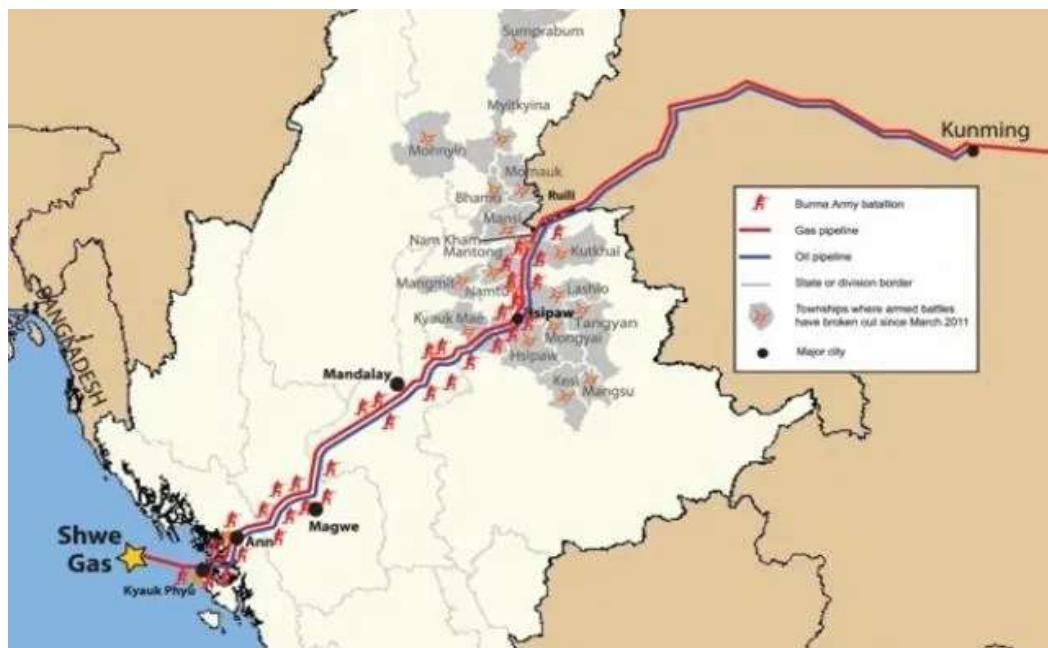 Sumprabum
Myitkyina
Kunming
Mohnyin
Momauk
Bhamo
Ruili
Mansi
Nam Kham
Mantong
Kutkhai
Mangmit
Namtu
Lashio
Kyauk Mae
Hsipaw
Tangyan
Mongyai
Hsipaw
Mandalay
Kesi
Mangsu
BANGLADESH
Magwe
Shwe
Gas
Ann
Kyauk Phyu
Burma Army batallion
Gas pipeline
Oil pipeline
State or division border
Townships where armed battles
have broken out since March 2011
Major city